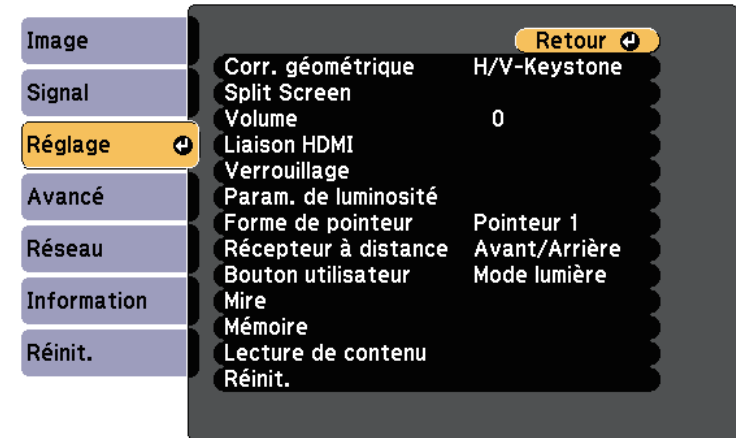 Image
Signal
Réglage
Avancé
Réseau
Information
Réinit.
Retour
Corr. géométrique H/V-Keystone
Split Screen
Volume 0
Liaison HDMI
Verrouillage
Param. de luminosité
Forme de pointeur Pointeur 1
Récepteur à distance Avant/Arrière
Bouton utilisateur Mode lumière
Mire
Mémoire
Lecture de contenu
Réinit.